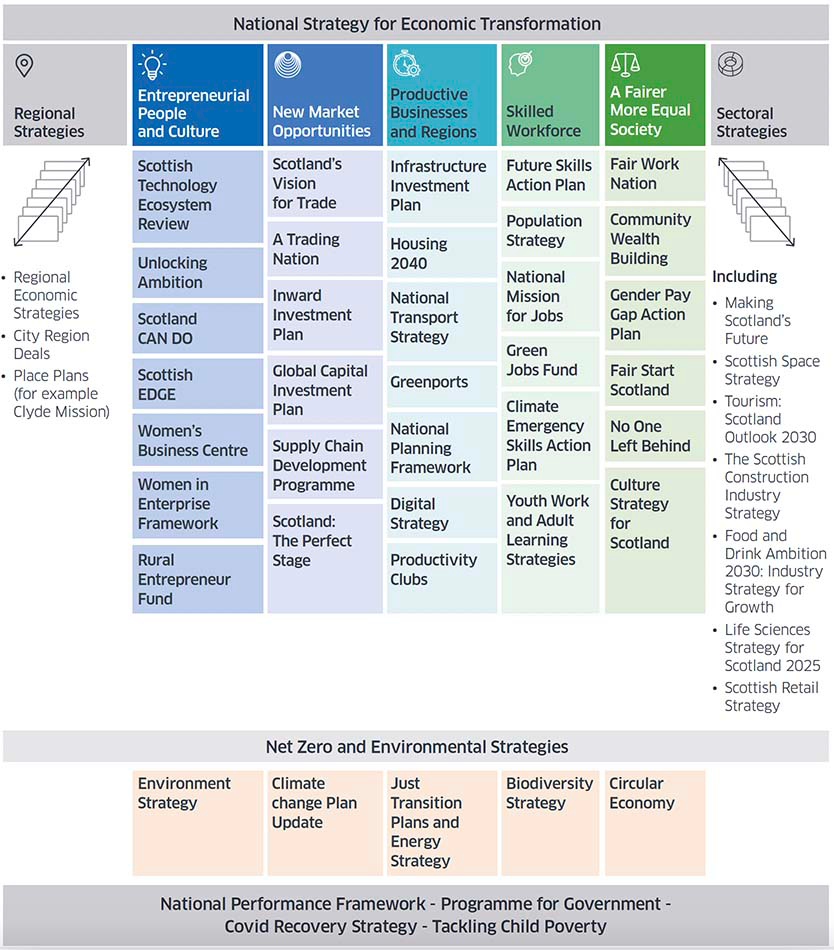 National Strategy for Economic Transformation
Regional
Strategies
• Regional
Economic
Strategies
• City Region
Deals
• Place Plans
(for example
Clyde Mission)
Entrepreneurial
People
and Culture
Scottish
Technology
Ecosystem
Review
Unlocking
Ambition
Scotland
CAN DO
Scottish
EDGE
Women's
Business Centre
Women in
Enterprise
Framework
Rural
Entrepreneur
Fund
New Market
Opportunities
Scotland's
Vision
for Trade
A Trading
Nation
Inward
Investment
Plan
Global Capital
Investment
Plan
Supply Chain
Development
Programme
Scotland:
The Perfect
Stage
Productive
Businesses
and Regions
Infrastructure
Investment
Plan
Housing
2040
National
Transport
Strategy
Greenports
National
Planning
Framework
Digital
Strategy
Productivity
Clubs
Skilled
Workforce
Future Skills
Action Plan
Population
Strategy
National
Mission
for Jobs
Green
Jobs Fund
Climate
Emergency
Skills Action
Plan
Youth Work
and Adult
Learning
Strategies
A Fairer
More Equal
Society
Fair Work
Nation
Community
Wealth
Building
Gender Pay
Gap Action
Plan
Fair Start
Scotland
No One
Left Behind
Culture
Strategy
for
Scotland
Sectoral
Strategies
Including
• Making
Scotland's
Future
• Scottish Space
Strategy
• Tourism:
Scotland
Outlook 2030
• The Scottish
Construction
Industry
Strategy
• Food and
Drink Ambition
2030: Industry
Strategy for
Growth
• Life Sciences
Strategy for
Scotland 2025
• Scottish Retail
Strategy
Net Zero and Environmental Strategies
Environment
Strategy
Climate
change Plan
Update
Just
Transition
Plans and
Energy
Strategy
Biodiversity
Strategy
Circular
Economy
National Performance Framework - Programme for Government -
Covid Recovery Strategy - Tackling Child Poverty